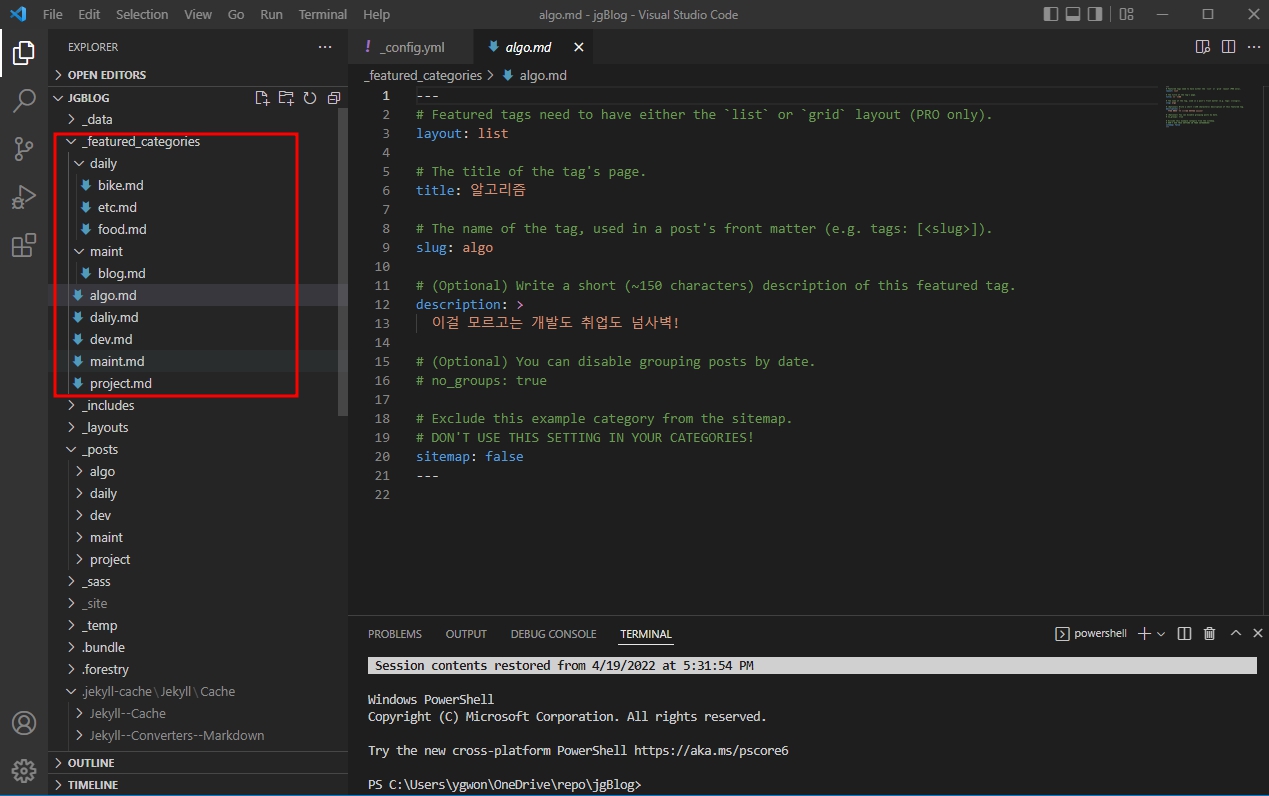 File Edit Selection View Go Run Terminal Help
algo.md - jgBlog - Visual Studio Code
EXPLORER
OPEN EDITORS
JGBLOG
_data
_featured_categories
daily
bike.md
etc.md
food.md
maint
blog.md
algo.md
daliy.md
dev.md
maint.md
project.md
_includes
_layouts
_posts
algo
daily
dev
maint
project
_sass
_site
_temp
.bundle
.forestry
.jekyll-cache\Jekyll\Cache
Jekyll--Cache
Jekyll--Converters--Markdown
OUTLINE
TIMELINE
! _config.yml
algo.md
_featured_categories > algo.md
1 ---
2 # Featured tags need to have either the `list` or `grid` layout (PRO only).
3 layout: list
4
5 # The title of the tag's page.
6 title: 알고리즘
7
8 # The name of the tag, used in a post's front matter (e.g. tags: [<slug>]).
9 slug: algo
10
11 # (Optional) Write a short (~150 characters) description of this featured tag.
12 description: >
13 이걸 모르고는 개발도 취업도 넘사벽!
14
15 # (Optional) You can disable grouping posts by date.
16 # no_groups: true
17
18 # Exclude this example category from the sitemap.
19 # DON'T USE THIS SETTING IN YOUR CATEGORIES!
20 sitemap: false
21 ---
22
PROBLEMS OUTPUT DEBUG CONSOLE TERMINAL
powershell
Session contents restored from 4/19/2022 at 5:31:54 PM
Windows PowerShell
Copyright (C) Microsoft Corporation. All rights reserved.
Try the new cross-platform PowerShell https://aka.ms/pscore6
PS C:\Users\ygwon\OneDrive\repo\jgBlog>